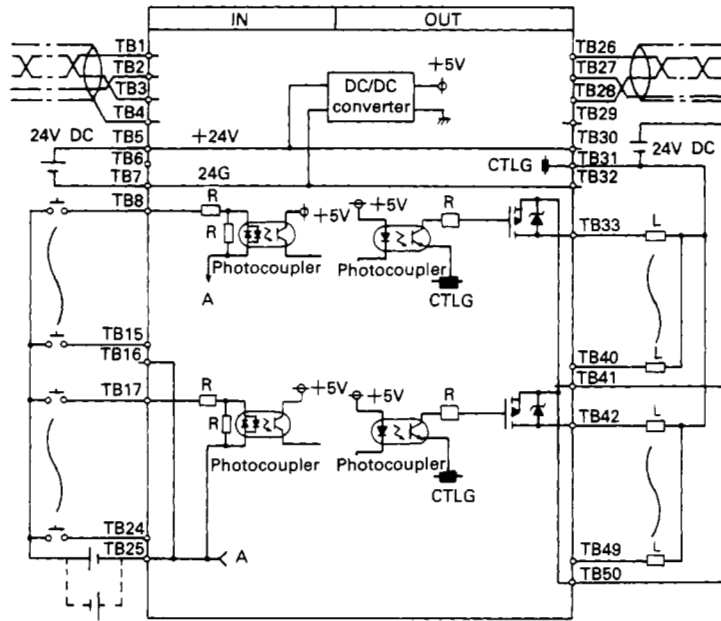 IN OUT
TB1
TB2
TB3
TB4
TB5
TB6
TB7
TB8
24V DC
+24V
24G
DC/DC
converter
+5V
TB26
TB27
TB28
TB29
TB30
TB31
TB32
24V DC
CTLG
R
R
+5V
Photocoupler
A
+5V
R
Photocoupler
CTLG
TB33
L
TB15
TB16
TB17
TB40
L
TB41
TB42
L
R
R
+5V
Photocoupler
+5V
R
Photocoupler
CTLG
TB24
TB25
A
TB49
L
TB50